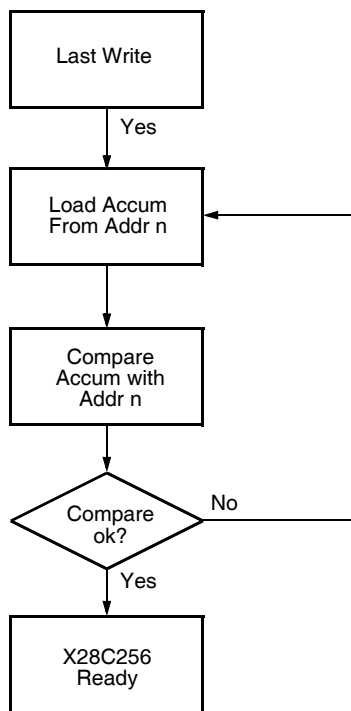 Last Write
Yes
Load Accum
From Addr n
Compare
Accum with
Addr n
Compare
ok?
No
Yes
X28C256
Ready